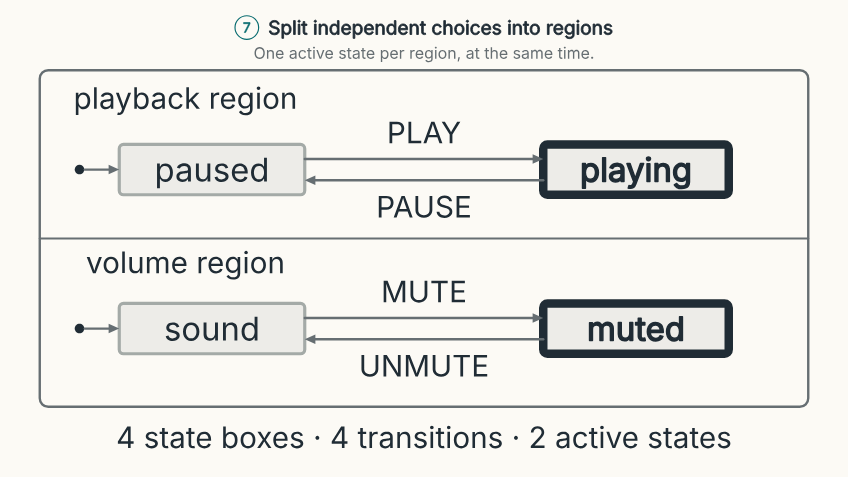 7 Split independent choices into regions
One active state per region, at the same time.
playback region
PLAY
paused
playing
PAUSE
volume region
MUTE
sound
muted
UNMUTE
4 state boxes · 4 transitions · 2 active states